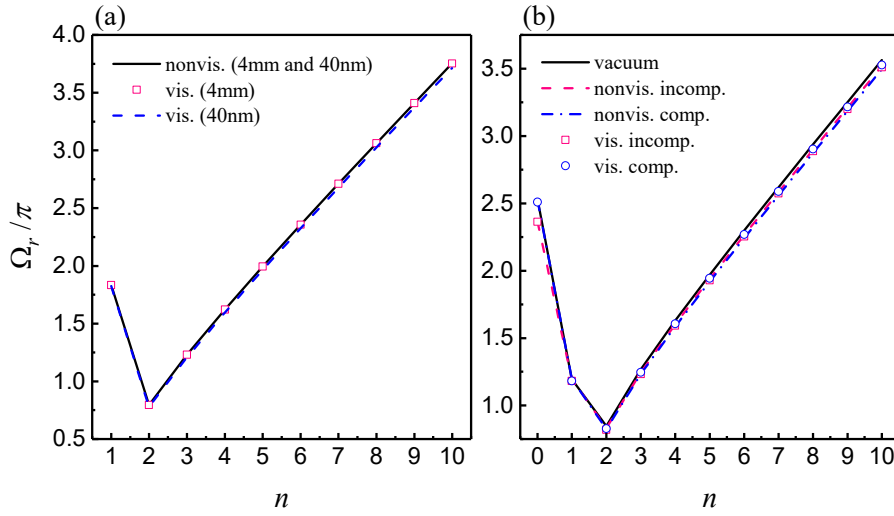 (a)
(b)
nonvis. (4mm and 40nm)
vis. (4mm)
vis. (40nm)
Ωr/π
4.0
3.5
3.0
2.5
2.0
1.5
1.0
0.5
1 2 3 4 5 6 7 8 9 10
n
vacuum
nonvis. incomp.
nonvis. comp.
vis. incomp.
vis. comp.
3.5
3.0
2.5
2.0
1.5
1.0
0 1 2 3 4 5 6 7 8 9 10
n